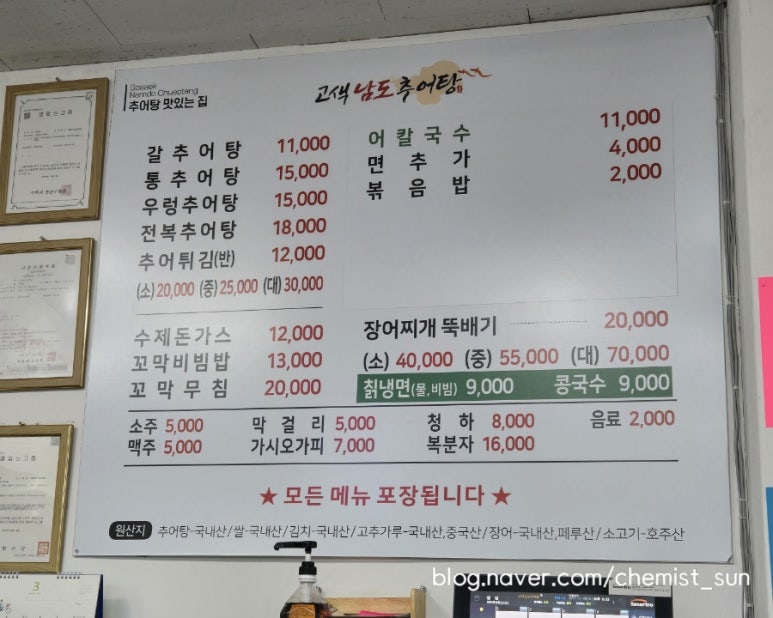 Gosaek
Namdo Chueotang
추어탕 맛있는 집
고색 남도 추어탕
갈추어탕 11,000
통추어탕 15,000
우렁추어탕 15,000
전복추어탕 18,000
추어튀김(반) 12,000
(소)20,000 (중)25,000 (대)30,000
어칼국수 11,000
면추가 4,000
볶음밥 2,000
수제돈가스 12,000
꼬막비빔밥 13,000
꼬막무침 20,000
장어찌개 뚝배기 20,000
(소) 40,000 (중) 55,000 (대) 70,000
칡냉면(물,비빔) 9,000 콩국수 9,000
소주 5,000 막걸리 5,000 청하 8,000 음료 2,000
맥주 5,000 가시오가피 7,000 복분자 16,000
★ 모든 메뉴 포장됩니다 ★
원산지 추어탕-국내산/쌀-국내산/김치-국내산/고추가루-국내산,중국산/장어-국내산,페루산/소고기-호주산
3
Smartro
blog.naver.com/chemist_sun